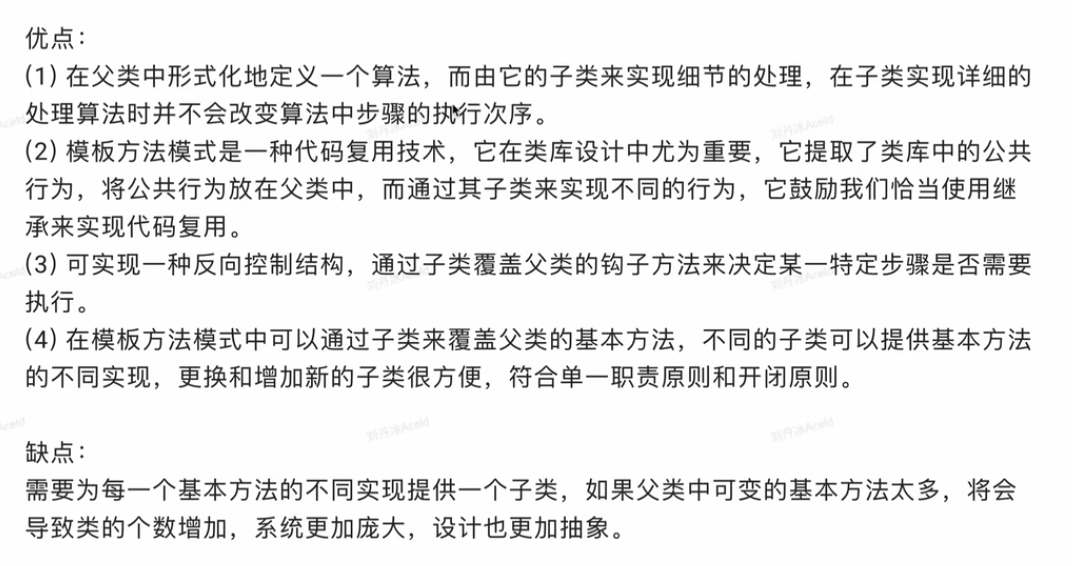 优点：
(1) 在父类中形式化地定义一个算法，而由它的子类来实现细节的处理，在子类实现详细的
处理算法时并不会改变算法中步骤的执行次序。
(2) 模板方法模式是一种代码复用技术，它在类库设计中尤为重要，它提取了类库中的公共
行为，将公共行为放在父类中，而通过其子类来实现不同的行为，它鼓励我们恰当使用继
承来实现代码复用。
(3) 可实现一种反向控制结构，通过子类覆盖父类的钩子方法来决定某一特定步骤是否需要
执行。
(4) 在模板方法模式中可以通过子类来覆盖父类的基本方法，不同的子类可以提供基本方法
的不同实现，更换和增加新的子类很方便，符合单一职责原则和开闭原则。
刘丹冰Aceld
刘丹冰Aceld
缺点：
需要为每一个基本方法的不同实现提供一个子类，如果父类中可变的基本方法太多，将会
导致类的个数增加，系统更加庞大，设计也更加抽象。